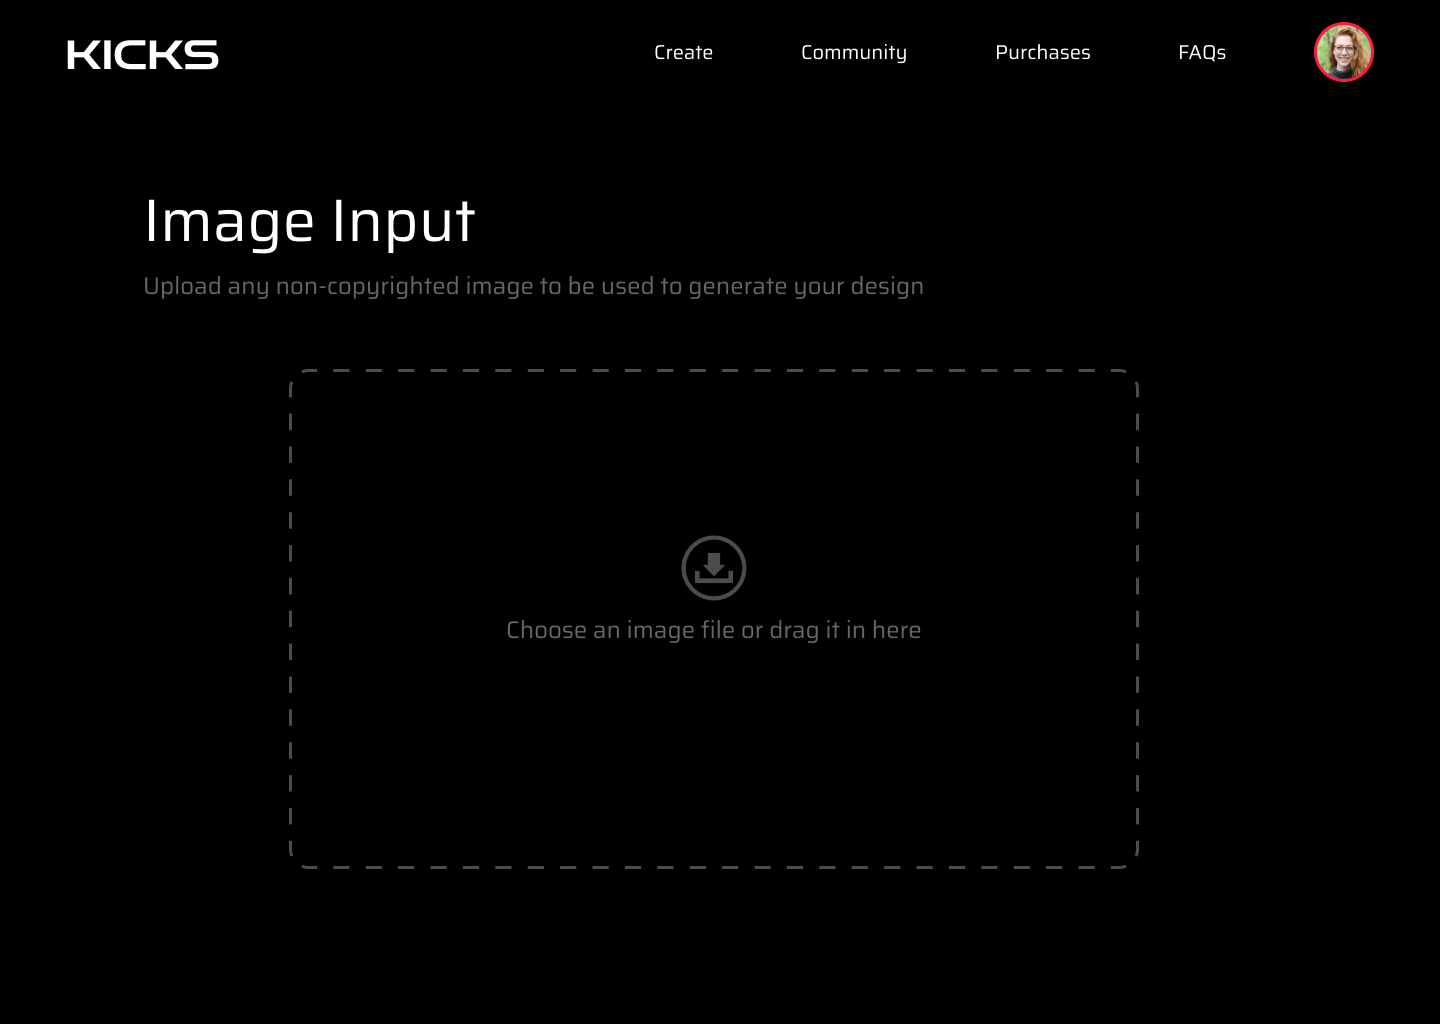 KICKS
Create Community Purchases FAQs
Image Input
Upload any non-copyrighted image to be used to generate your design
Choose an image file or drag it in here